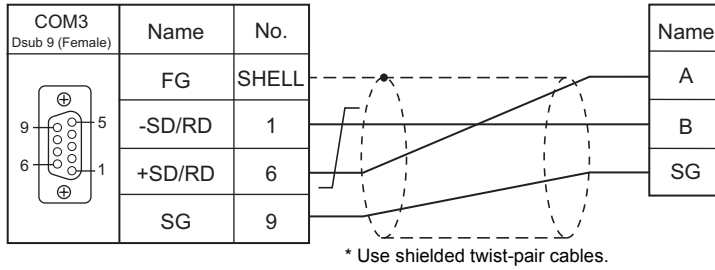 COM3
Dsub 9 (Female)
Name
No.
Name
FG
SHELL
A
-SD/RD
1
B
+SD/RD
6
SG
SG
9
9
5
6
1
* Use shielded twist-pair cables.